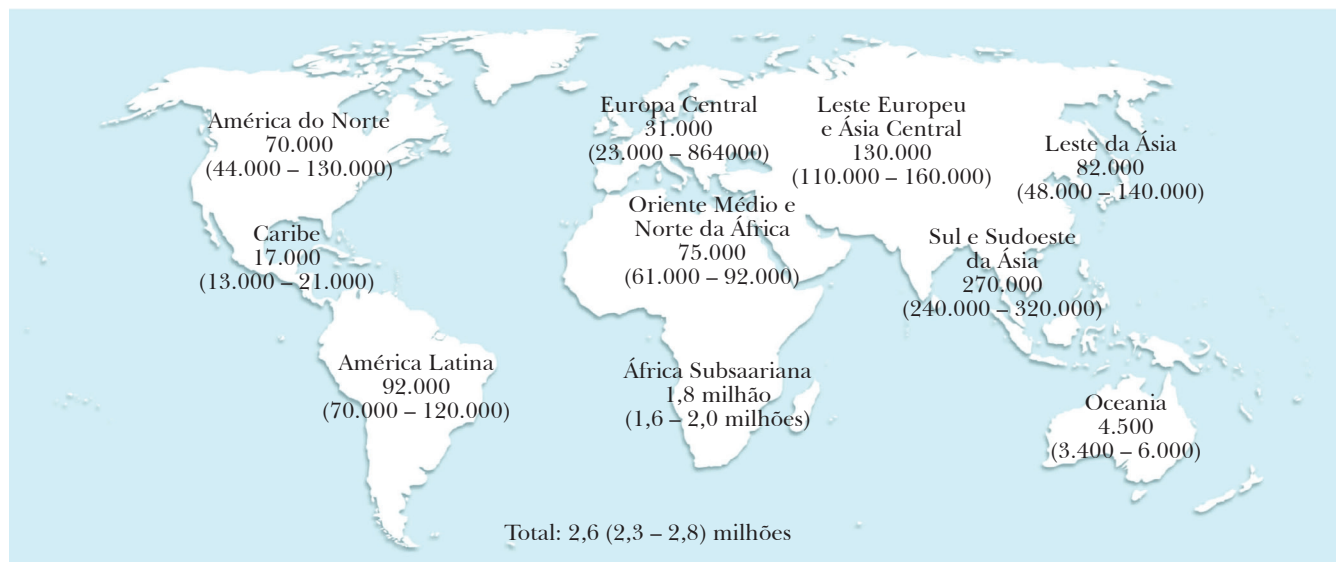 América do Norte
70.000
(44.000 – 130.000)
Caribe
17.000
(13.000 – 21.000)
América Latina
92.000
(70.000 – 120.000)
Europa Central
31.000
(23.000 – 864000)
Oriente Médio e
Norte da África
75.000
(61.000 – 92.000)
África Subsaariana
1,8 milhão
(1,6 – 2,0 milhões)
Leste Europeu
e Ásia Central
130.000
(110.000 – 160.000)
Leste da Ásia
82.000
(48.000 – 140.000)
Sul e Sudoeste
da Ásia
270.000
(240.000 – 320.000)
Oceania
4.500
(3.400 – 6.000)
Total: 2,6 (2,3 – 2,8) milhões